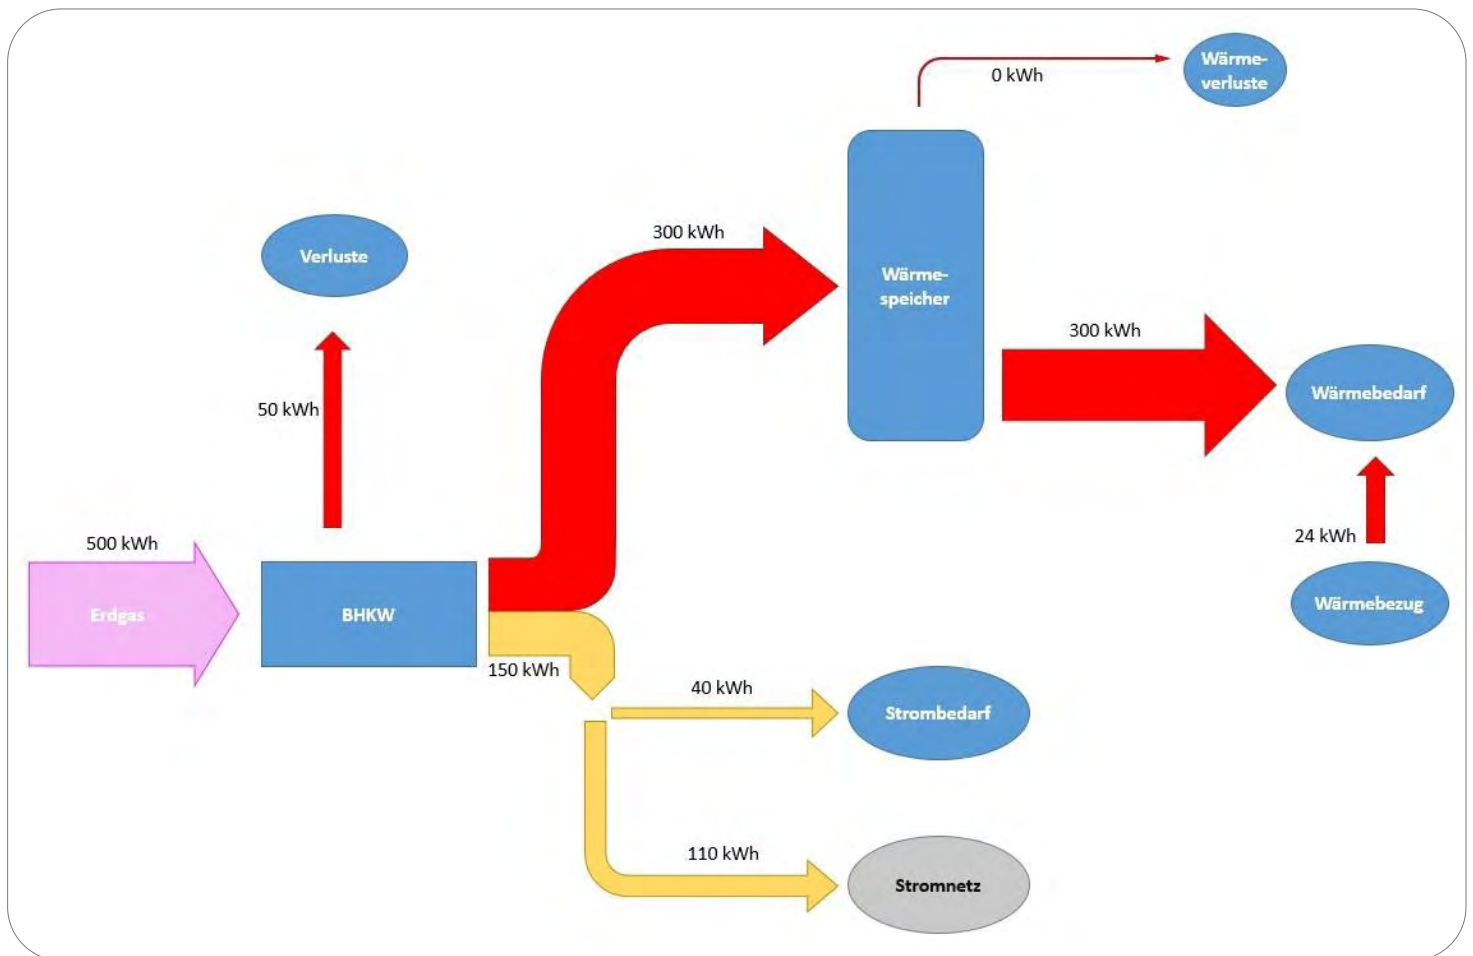 Wärme-
verluste
0 kWh
300 kWh
Verluste
Wärme-
speicher
300 kWh
50 kWh
Wärmebedarf
500 kWh
24 kWh
Erdgas
BHKW
Wärmebezug
150 kWh
40 kWh
Strombedarf
110 kWh
Stromnetz